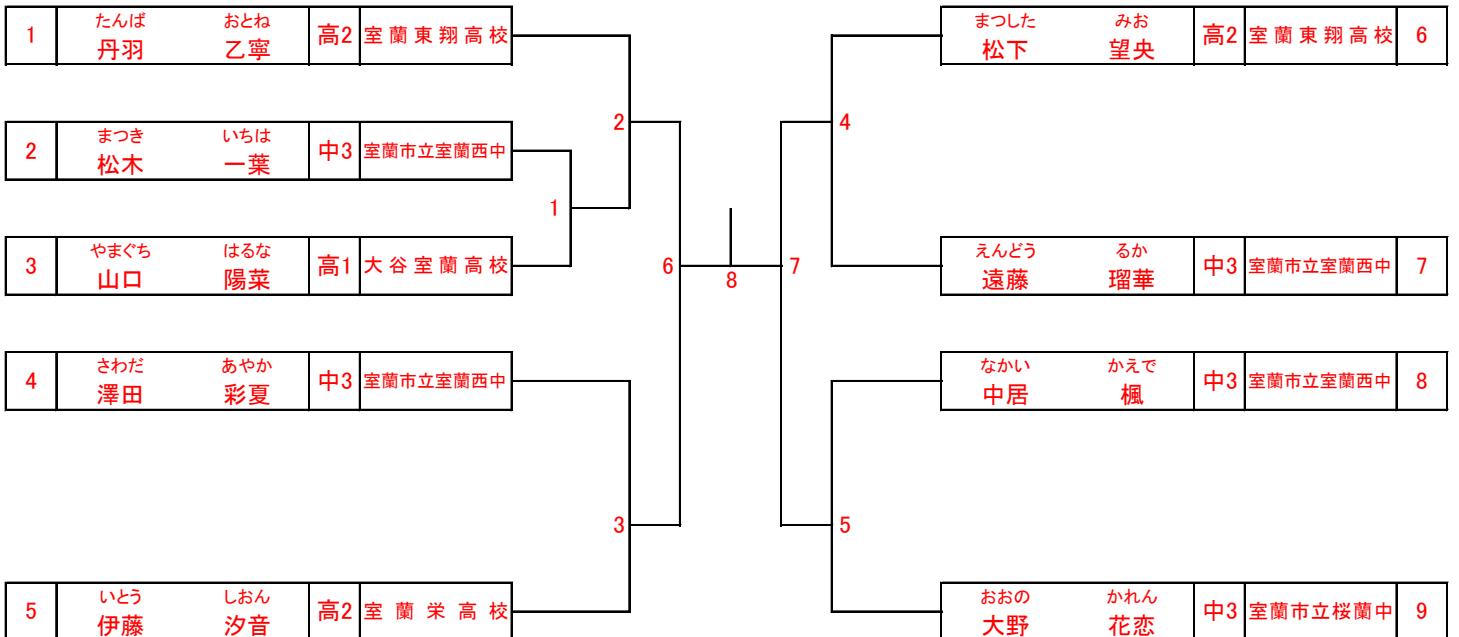 たんば おとね
1 丹羽 乙寧 高2 室蘭東翔高校
まつき いちは
2 松木 一葉 中3 室蘭市立室蘭西中
やまぐち はるな
3 山口 陽菜 高1 大谷室蘭高校
さわだ あやか
4 澤田 彩夏 中3 室蘭市立室蘭西中
いとう しおん
5 伊藤 汐音 高2 室蘭栄高校
2
1
6
3
8
7
4
5
まつした みお
松下 望央 高2 室蘭東翔高校 6
えんどう るか
遠藤 瑠華 中3 室蘭市立室蘭西中 7
なかい かえで
中居 楓 中3 室蘭市立室蘭西中 8
おおの かれん
大野 花恋 中3 室蘭市立桜蘭中 9